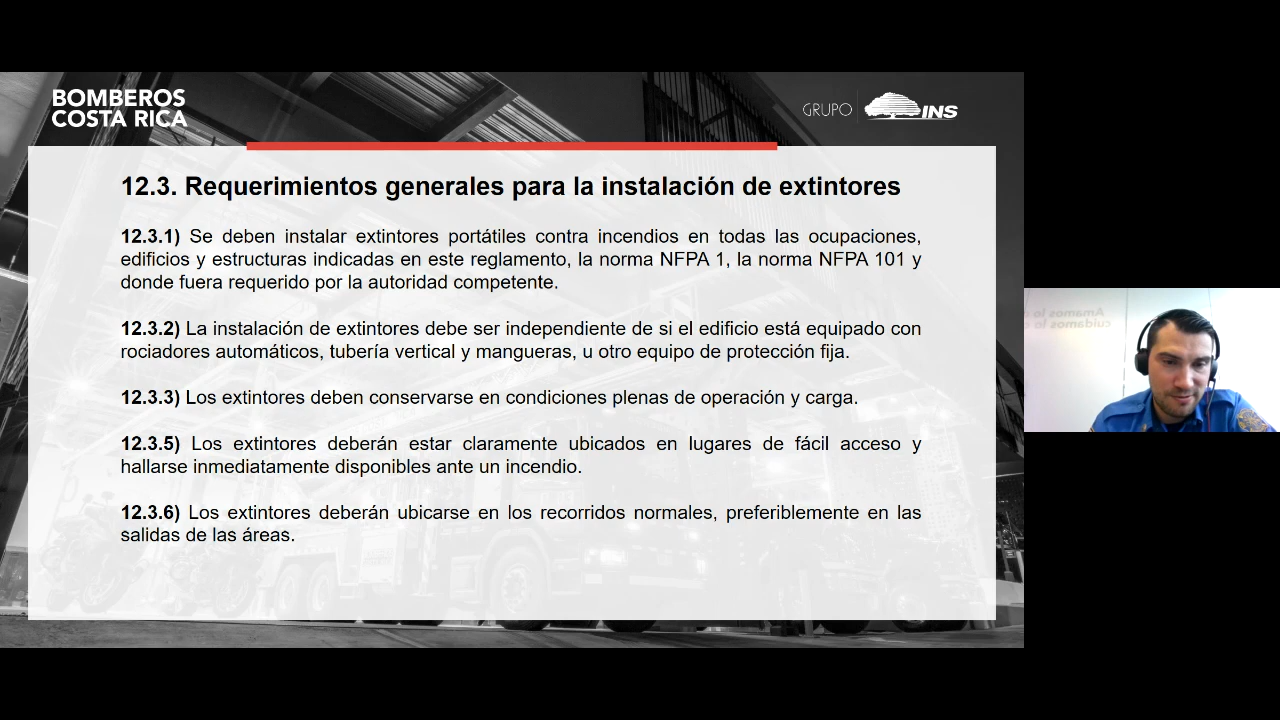 BOMBEROS
COSTA RICA
GRUPO INS
12.3. Requerimientos generales para la instalación de extintores
12.3.1) Se deben instalar extintores portátiles contra incendios en todas las ocupaciones,
edificios y estructuras indicadas en este reglamento, la norma NFPA 1, la norma NFPA 101 y
donde fuera requerido por la autoridad competente.
12.3.2) La instalación de extintores debe ser independiente de si el edificio está equipado con
rociadores automáticos, tubería vertical y mangueras, u otro equipo de protección fija.
12.3.3) Los extintores deben conservarse en condiciones plenas de operación y carga.
12.3.5) Los extintores deberán estar claramente ubicados en lugares de fácil acceso y
hallarse inmediatamente disponibles ante un incendio.
12.3.6) Los extintores deberán ubicarse en los recorridos normales, preferiblemente en las
salidas de las áreas.